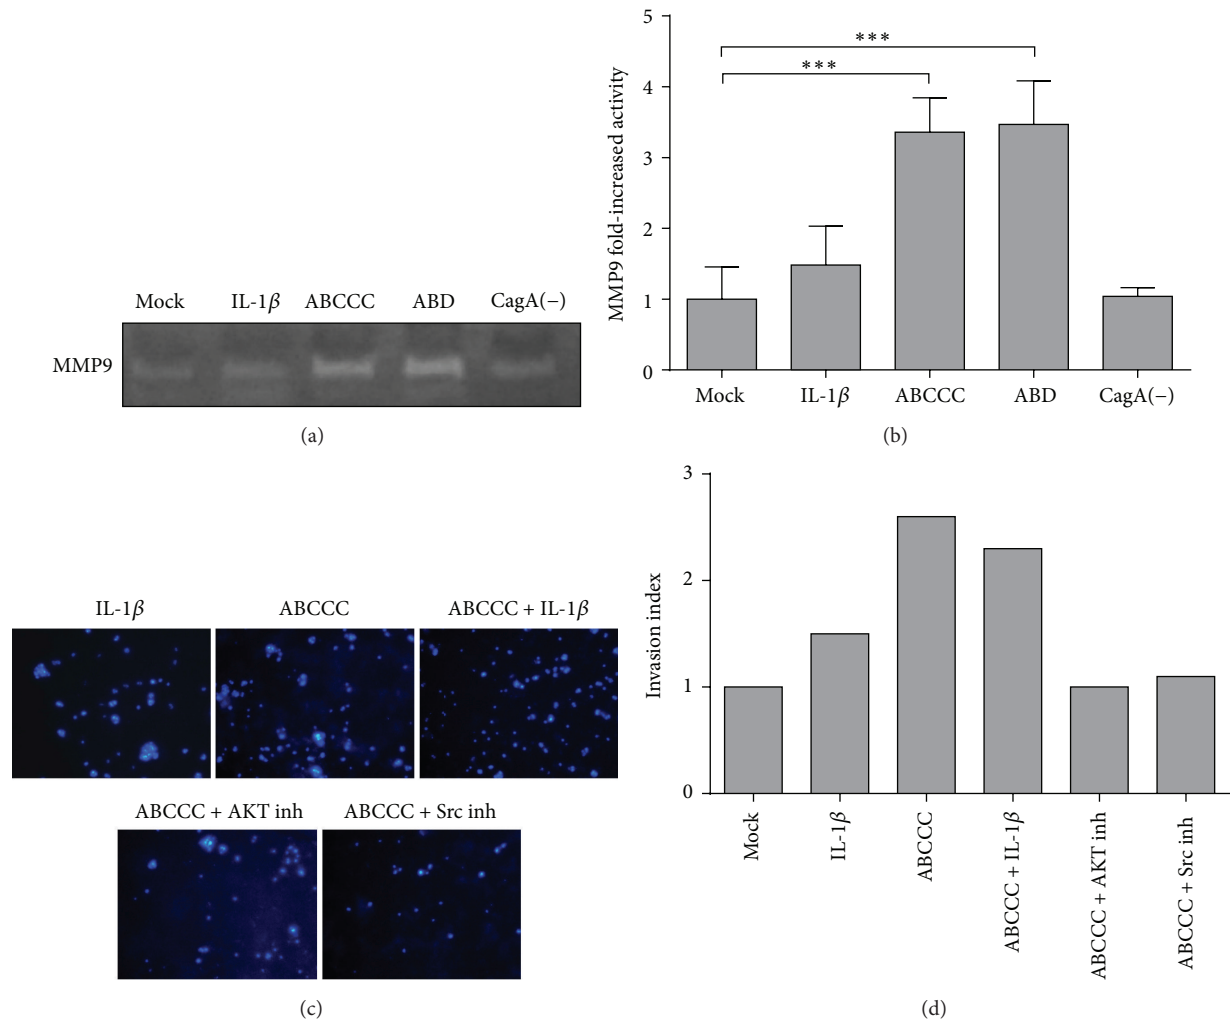 Mock IL-1β ABCCC ABD CagA(−)
MMP9
(a)
MMP9 fold-increased activity
5
4
3
2
1
0
***
***
Mock IL-1β ABCCC ABD CagA(−)
(b)
IL-1β ABCCC ABCCC + IL-1β
ABCCC + AKT inh ABCCC + Src inh
(c)
Invasion index
3
2
1
0
Mock
IL-1β
ABCCC
ABCCC + IL-1β
ABCCC + AKT inh
ABCCC + Src inh
(d)